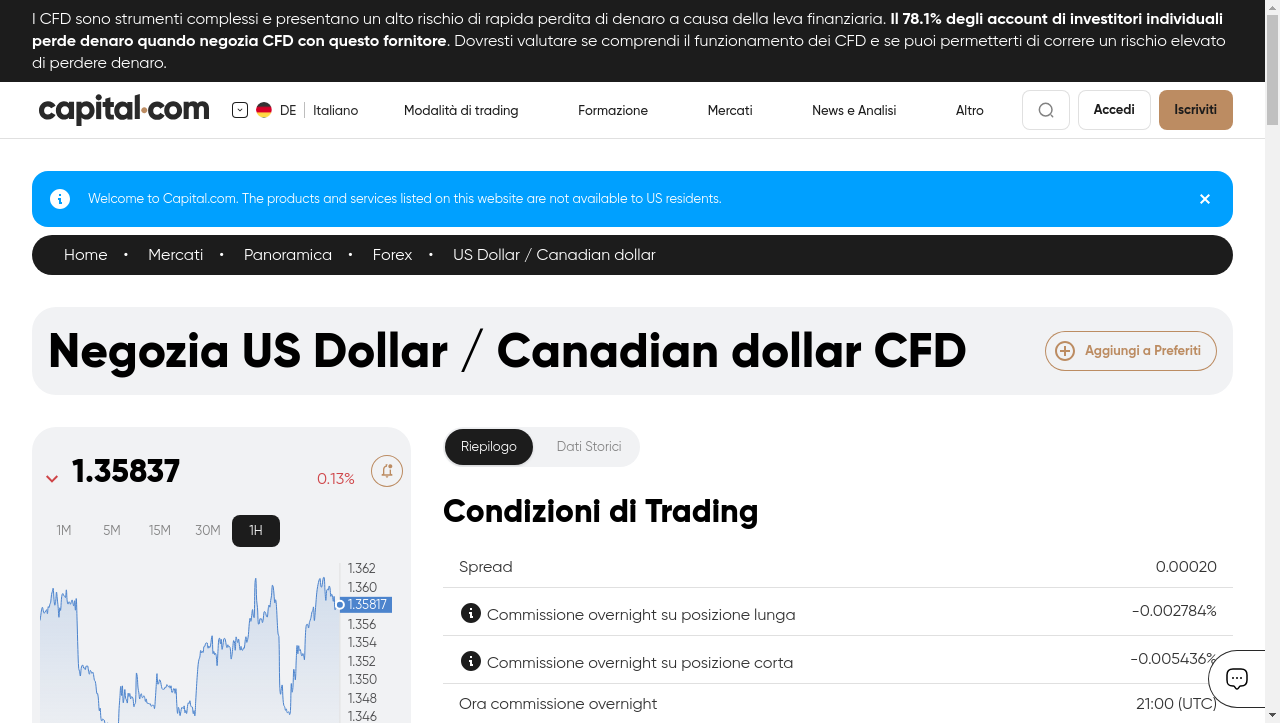 I CFD sono strumenti complessi e presentano un alto rischio di rapida perdita di denaro a causa della leva finanziaria. Il 78.1% degli account di investitori individuali
perde denaro quando negozia CFD con questo fornitore. Dovresti valutare se comprendi il funzionamento dei CFD e se puoi permetterti di correre un rischio elevato
di perdere denaro.
capital.com DE Italiano Modalità di trading Formazione Mercati News e Analisi Altro Accedi Iscriviti
Welcome to Capital.com. The products and services listed on this website are not available to US residents.
Home • Mercati • Panoramica • Forex • US Dollar / Canadian dollar
Negozia US Dollar / Canadian dollar CFD
Aggiungi a Preferiti
1.35837 0.13%
1M 5M 15M 30M 1H
1.362
1.360
1.35817
1.356
1.354
1.352
1.350
1.348
1.346
Riepilogo Dati Storici
Condizioni di Trading
Spread 0.00020
Commissione overnight su posizione lunga -0.002784%
Commissione overnight su posizione corta -0.005436%
Ora commissione overnight 21:00 (UTC)